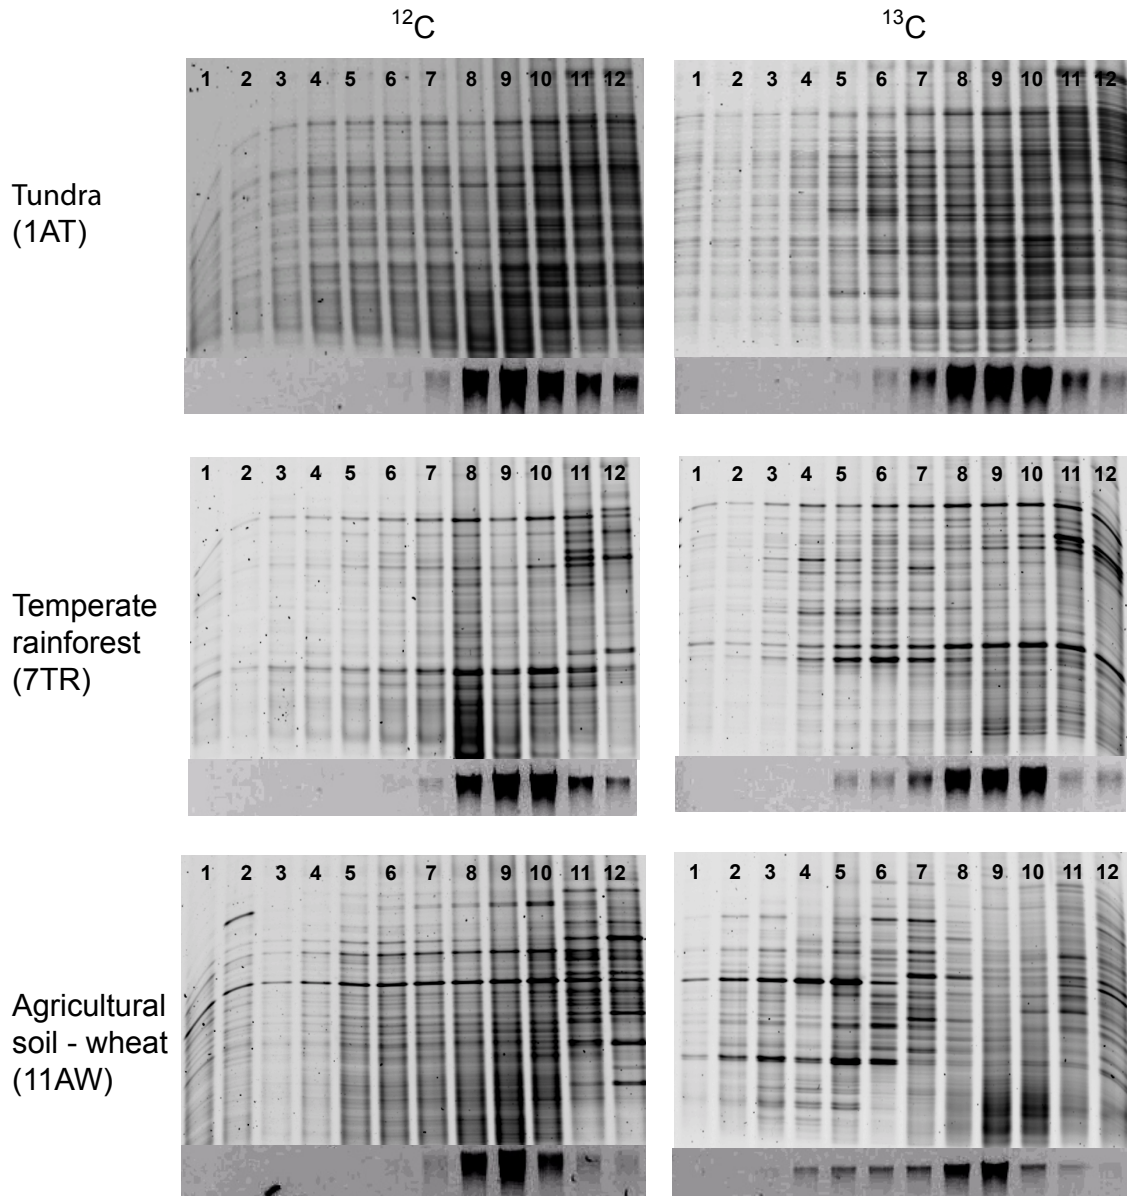 ¹²C ¹³C
1 2 3 4 5 6 7 8 9 10 11 12 1 2 3 4 5 6 7 8 9 10 11 12
Tundra
(1AT)
1 2 3 4 5 6 7 8 9 10 11 12 1 2 3 4 5 6 7 8 9 10 11 12
Temperate
rainforest
(7TR)
1 2 3 4 5 6 7 8 9 10 11 12 1 2 3 4 5 6 7 8 9 10 11 12
Agricultural
soil - wheat
(11AW)